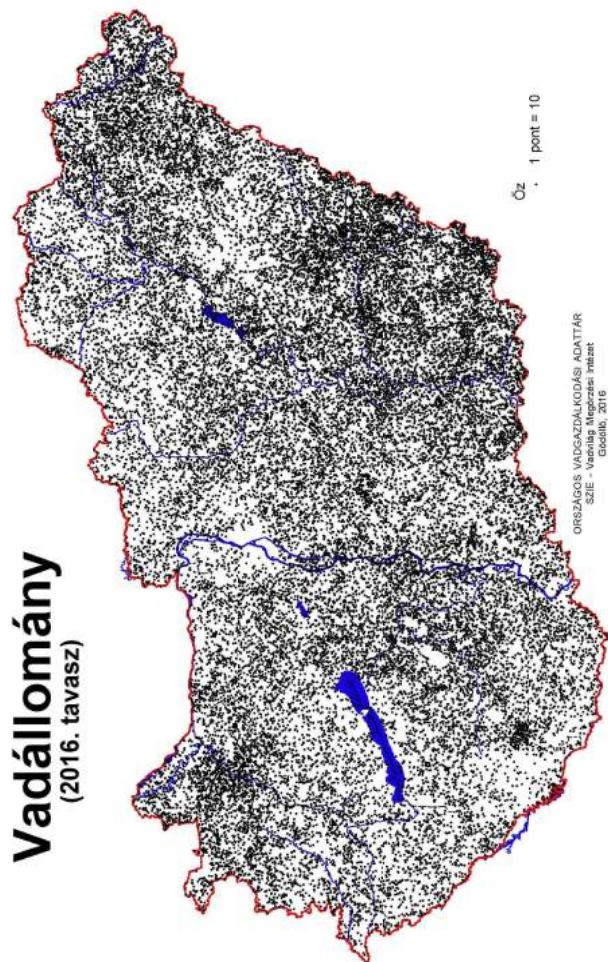 Vadállomány
(2016. tavasz)
Őz
. 1 pont = 10
ORSZÁGOS VADGAZDÁLKODÁSI ADATTÁR
SZIE - Vadvilág Megőrzési Intézet
Gödöllő, 2016